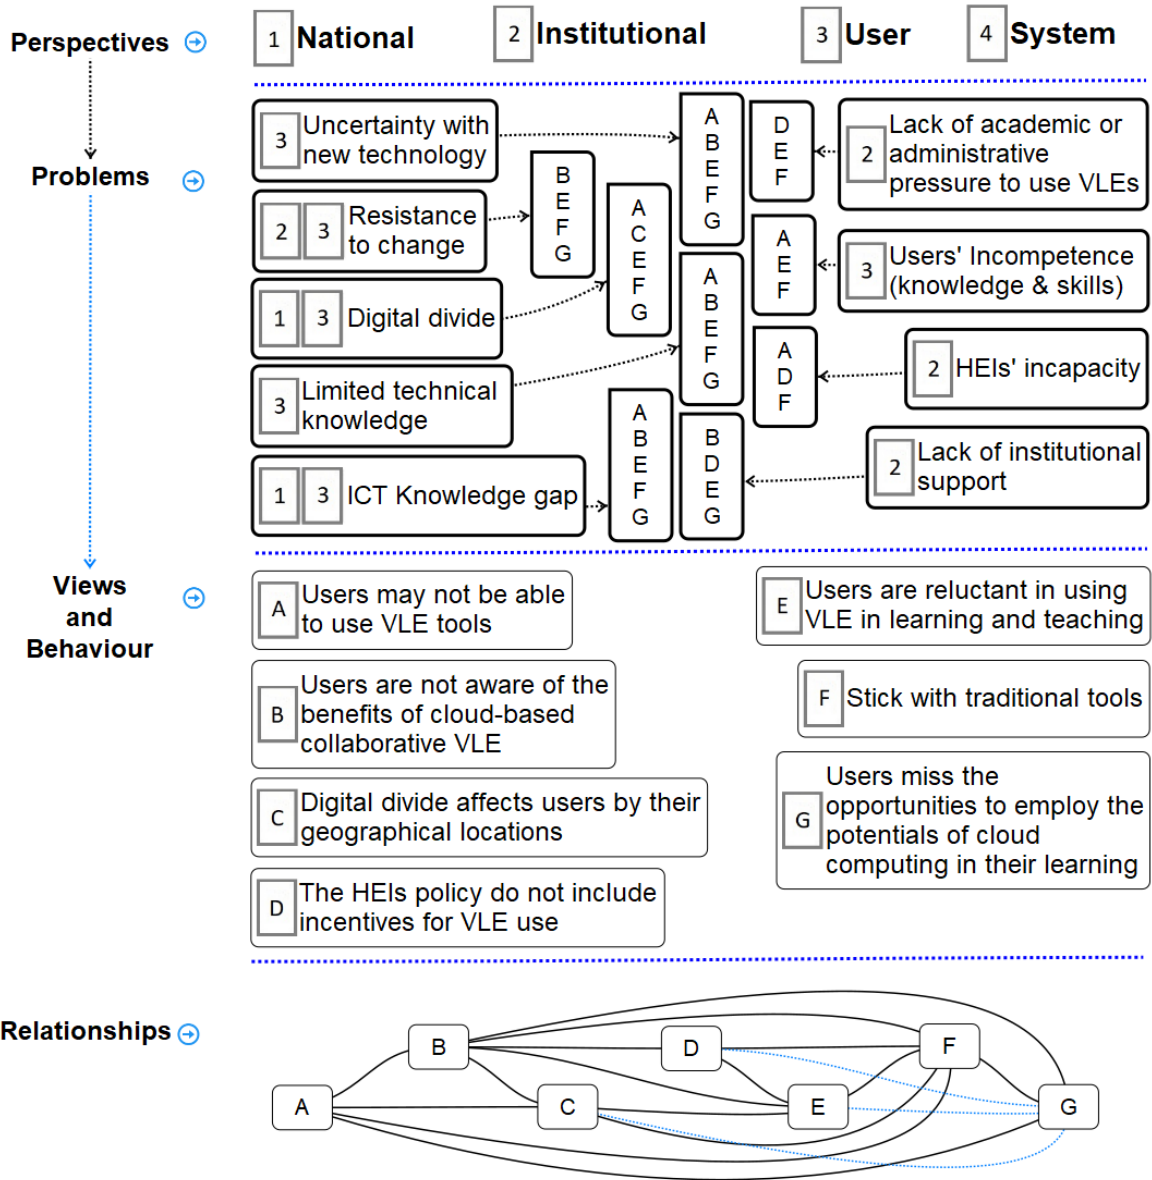 Perspectives
1 National
2 Institutional
3 User
4 System
Problems
3 Uncertainty with
new technology
2 3 Resistance
to change
1 3 Digital divide
3 Limited technical
knowledge
1 3 ICT Knowledge gap
B
E
F
G
A
C
E
F
G
A
B
E
F
G
A
B
E
F
G
A
B
E
F
G
B
D
E
G
D
E
F
A
E
F
A
D
F
2 Lack of academic or
administrative
pressure to use VLEs
3 Users' Incompetence
(knowledge & skills)
2 HEIs' incapacity
2 Lack of institutional
support
Views
and
Behaviour
A Users may not be able
to use VLE tools
B Users are not aware of the
benefits of cloud-based
collaborative VLE
C Digital divide affects users by their
geographical locations
D The HEIs policy do not include
incentives for VLE use
E Users are reluctant in using
VLE in learning and teaching
F Stick with traditional tools
G Users miss the
opportunities to employ the
potentials of cloud
computing in their learning
Relationships
B
D
F
A
C
E
G